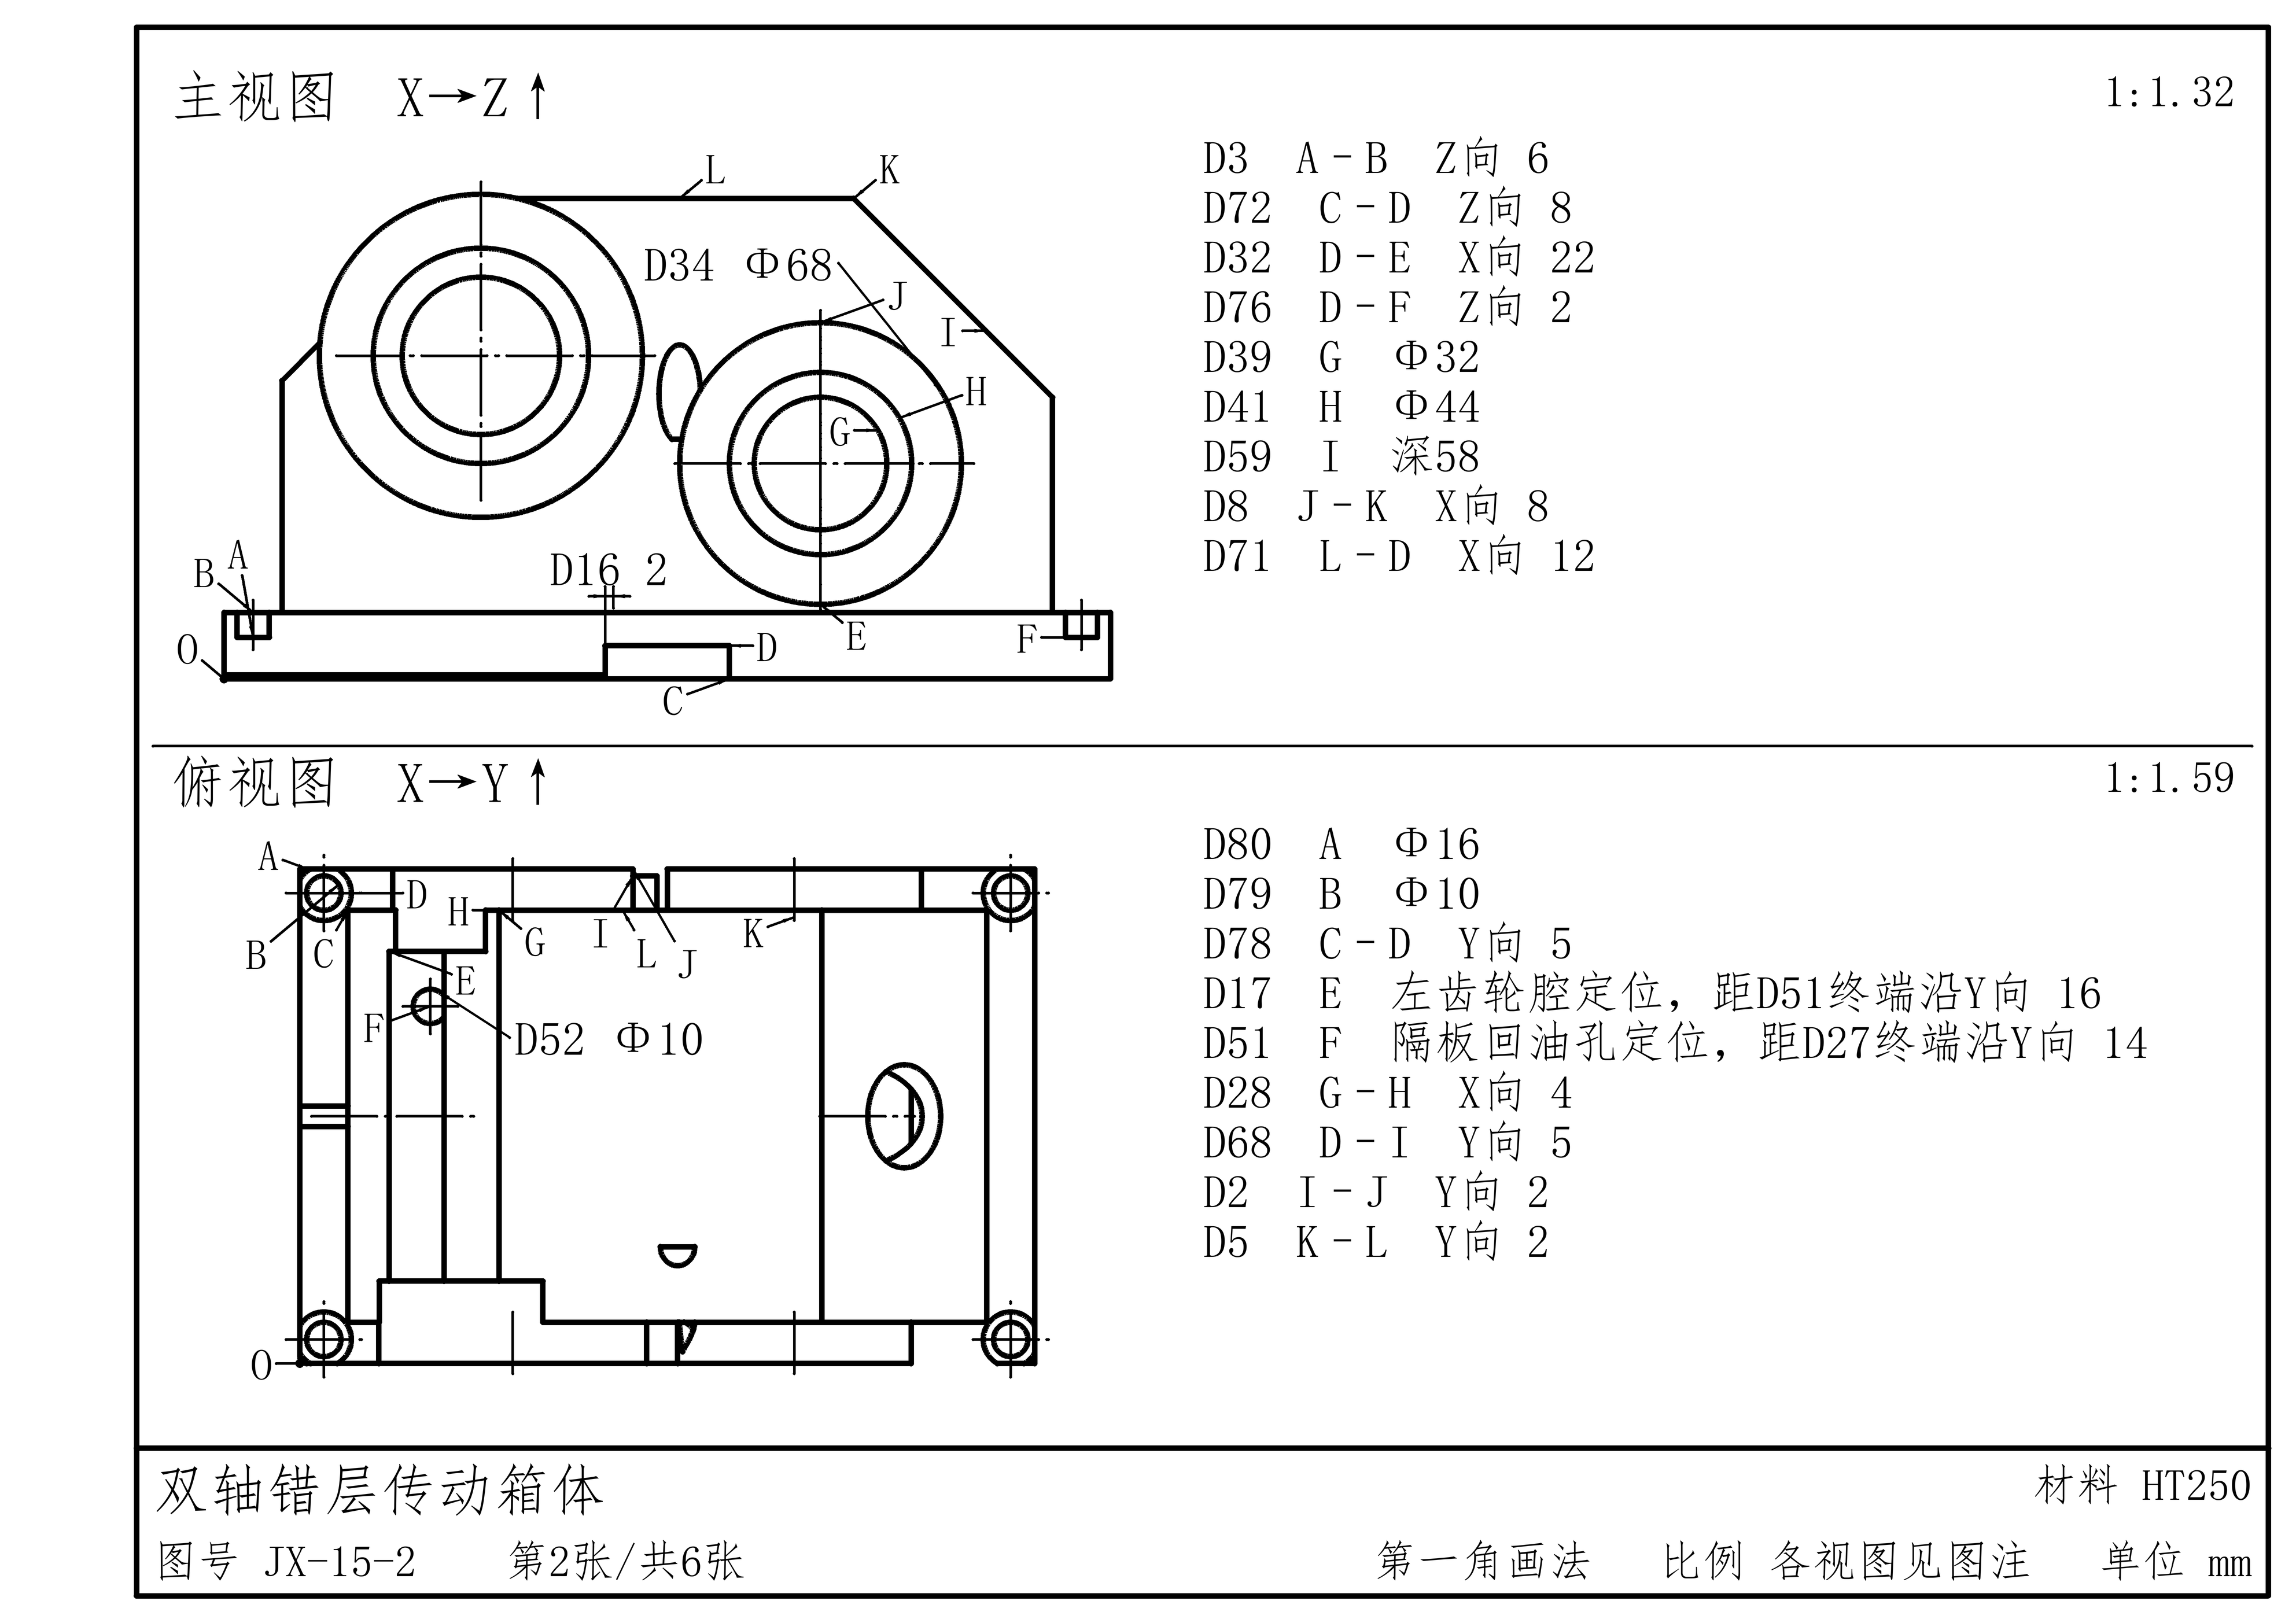 主视图 X→Z↑ 1:1.32
L K
D34 Φ68
J
I
H
G
B A
D16 2
O
E
D
F
C
D3 A-B Z向 6
D72 C-D Z向 8
D32 D-E X向 22
D76 D-F Z向 2
D39 G Φ32
D41 H Φ44
D59 I 深58
D8 J-K X向 8
D71 L-D X向 12
俯视图 X→Y↑ 1:1.59
A
D
H
G
I
L
J
K
B
C
E
F
D52 Φ10
O
D80 A Φ16
D79 B Φ10
D78 C-D Y向 5
D17 E 左齿轮腔定位，距D51终端沿Y向 16
D51 F 隔板回油孔定位，距D27终端沿Y向 14
D28 G-H X向 4
D68 D-I Y向 5
D2 I-J Y向 2
D5 K-L Y向 2
双轴错层传动箱体 材料 HT250
图号 JX-15-2 第2张/共6张 第一角画法 比例 各视图见图注 单位 mm